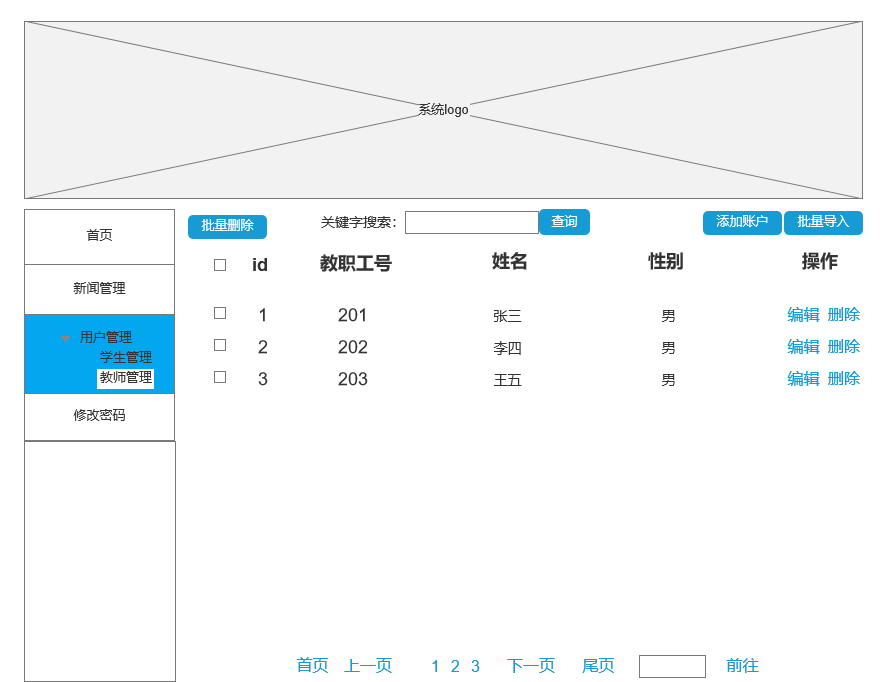 系统logo
首页
新闻管理
用户管理
学生管理
教师管理
修改密码
批量删除 关键字搜索: 查询 添加账户 批量导入
id 教职工号 姓名 性别 操作
1 201 张三 男 编辑 删除
2 202 李四 男 编辑 删除
3 203 王五 男 编辑 删除
首页 上一页 1 2 3 下一页 尾页 前往